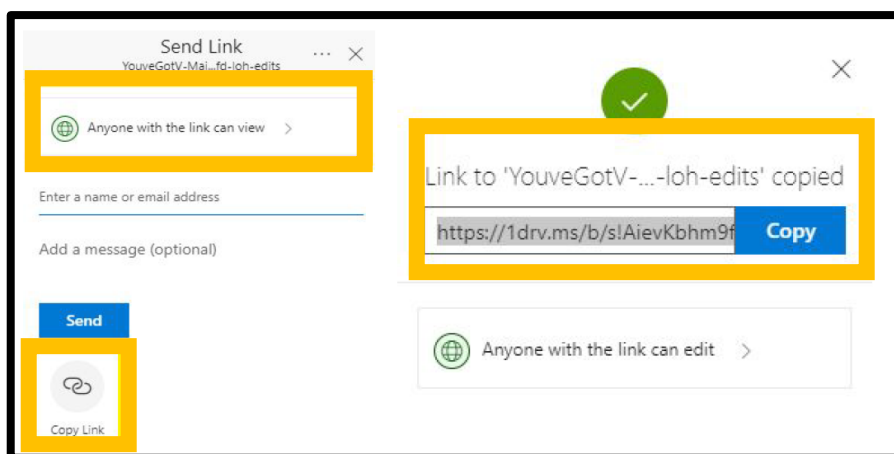 Send Link
YouveGotV-Mai...fd-loh-edits
Anyone with the link can view
Enter a name or email address
Add a message (optional)
Send
Copy Link
Link to 'YouveGotV-...-loh-edits' copied
https://1drv.ms/b/s!AievKbhm9f
Copy
Anyone with the link can edit